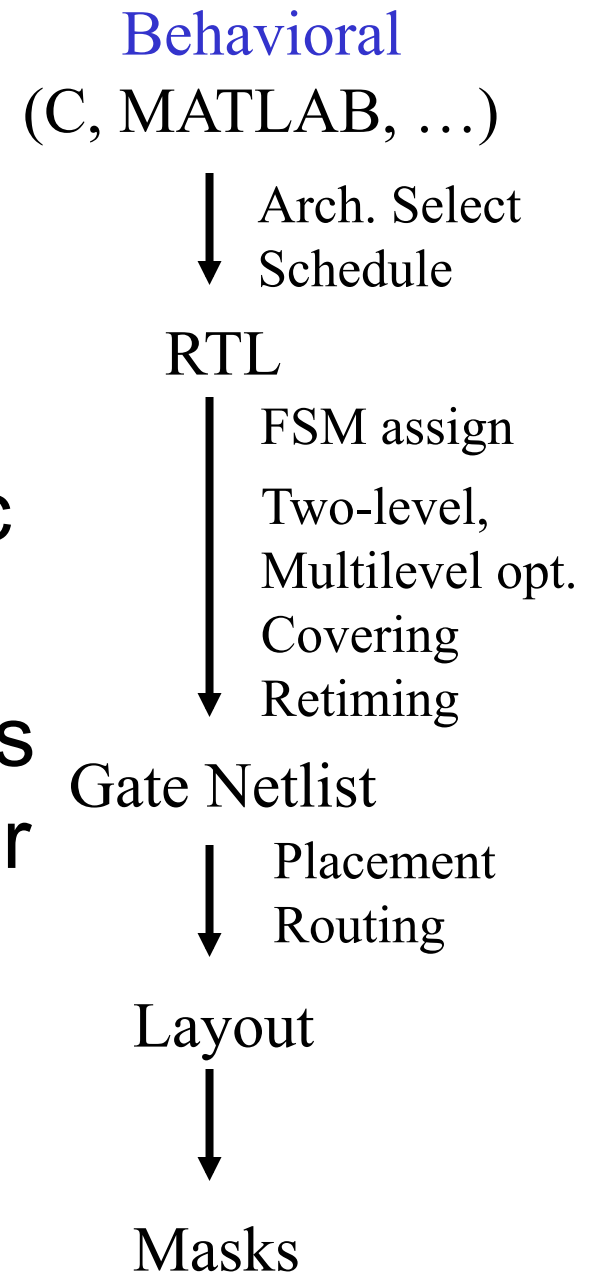 Behavioral
(C, MATLAB, …)
Arch. Select
Schedule
RTL
FSM assign
c
Two-level,
Multilevel opt.
Covering
Retiming
s
Gate Netlist
r
Placement
Routing
Layout
Masks